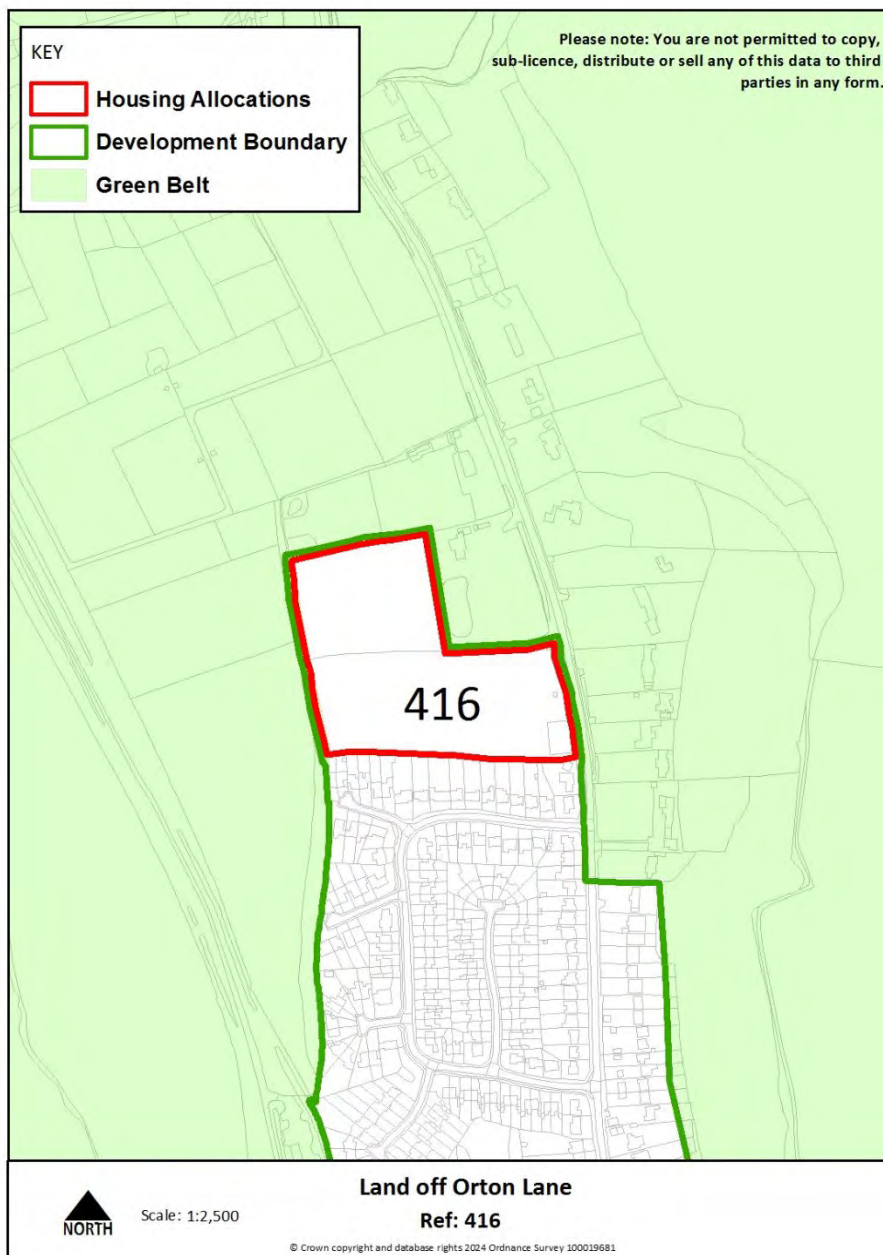 KEY
Housing Allocations
Development Boundary
Green Belt
Please note: You are not permitted to copy,
sub-licence, distribute or sell any of this data to third
parties in any form.
416
NORTH
Scale: 1:2,500
Land off Orton Lane
Ref: 416
© Crown copyright and database rights 2024 Ordnance Survey 100019681